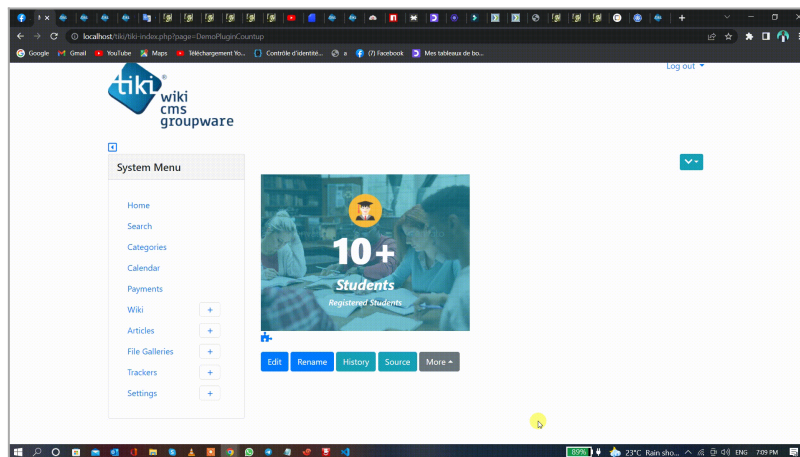 localhost/tiki/tiki-index.php?page=DemoPluginCountup
Google
Gmail
YouTube
Maps
Téléchargement Yo...
Contrôle d'identité...
(7) Facebook
Mes tableaux de bo...
Log out
tiki
wiki
cms
groupware
System Menu
Home
Search
Categories
Calendar
Payments
Wiki +
Articles +
File Galleries +
Trackers +
Settings +
10+
Students
Registered Students
Edit Rename History Source More
89% 23°C Rain sho... ENG 7:09 PM